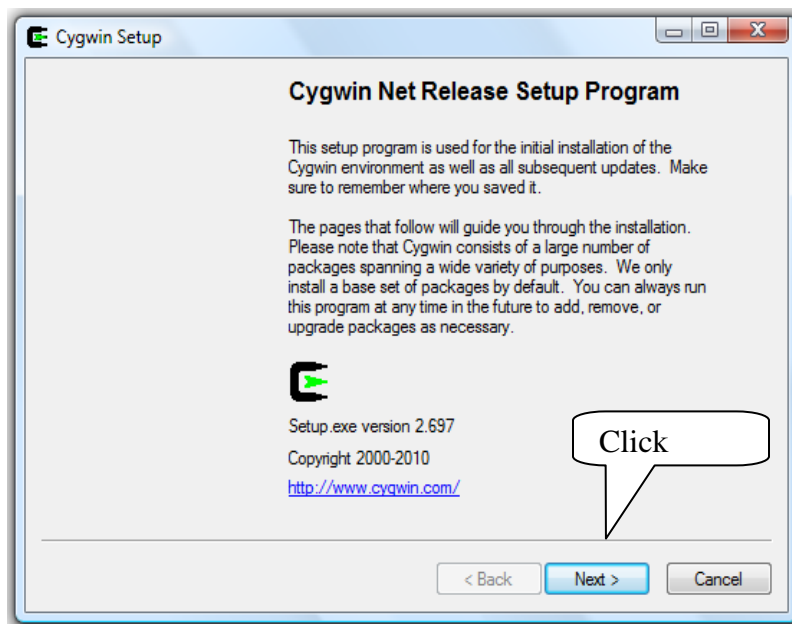 Cygwin Setup
Cygwin Net Release Setup Program
This setup program is used for the initial installation of the
Cygwin environment as well as all subsequent updates. Make
sure to remember where you saved it.
The pages that follow will guide you through the installation.
Please note that Cygwin consists of a large number of
packages spanning a wide variety of purposes. We only
install a base set of packages by default. You can always run
this program at any time in the future to add, remove, or
upgrade packages as necessary.
Setup.exe version 2.697
Copyright 2000-2010
http://www.cygwin.com/
Click
< Back Next > Cancel